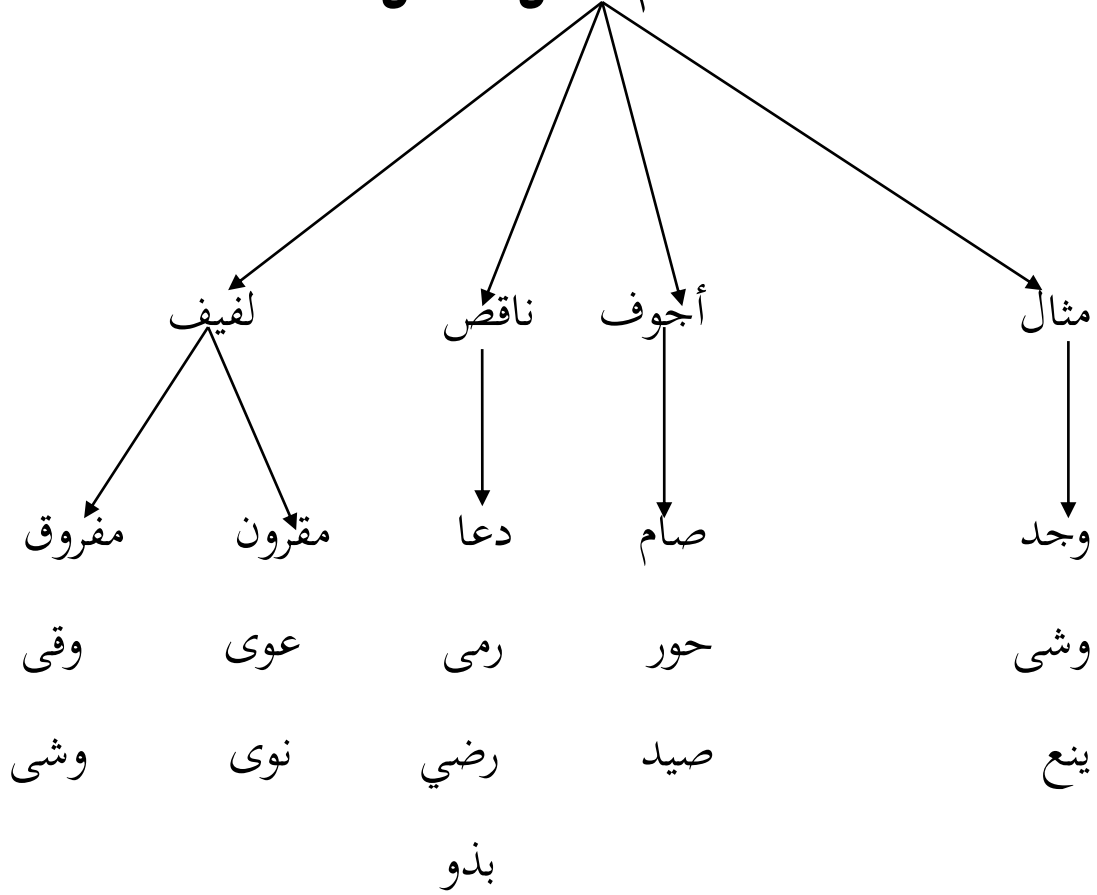 مثال أجوف ناقص لفيف
وجد صام دعا مقرون مفروق
وشى حور رمى عوى وقى
ينع صيد رضي نوى وشى
بذو